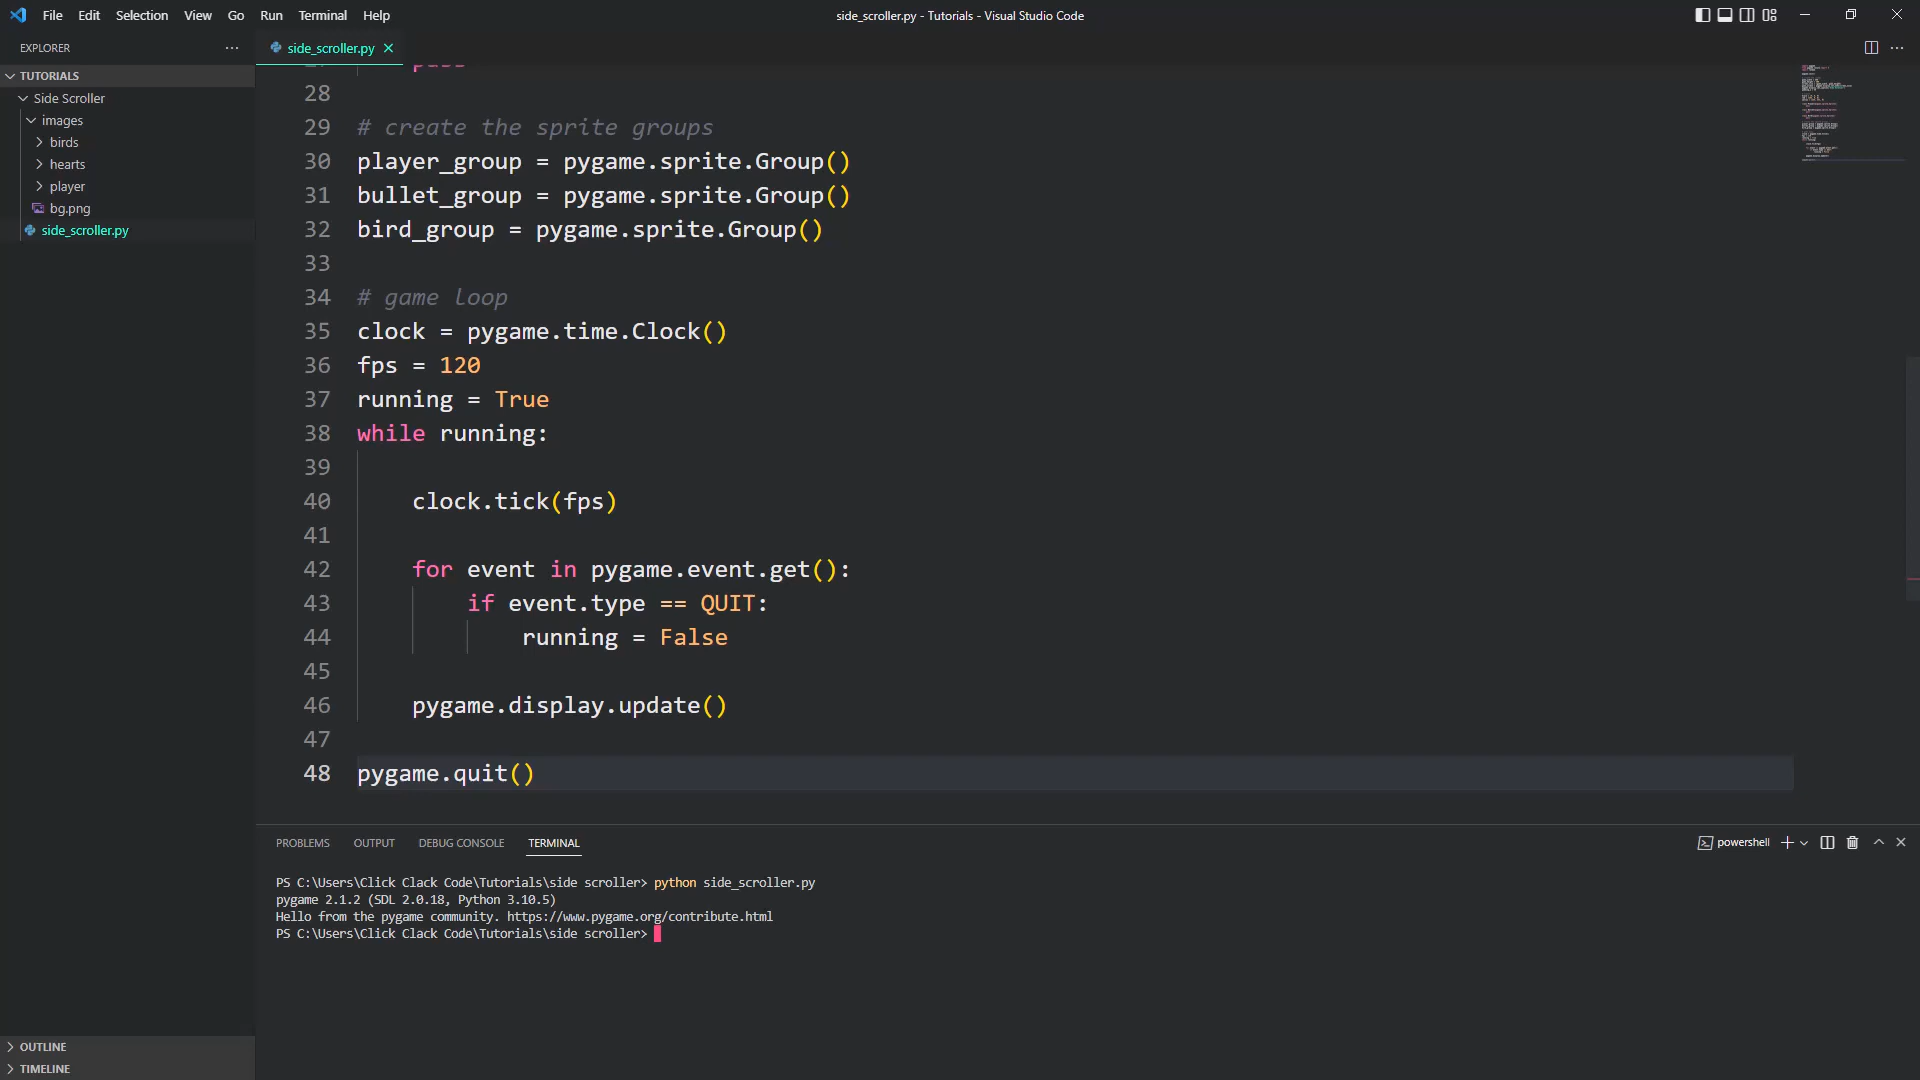 File Edit Selection View Go Run Terminal Help
side_scroller.py - Tutorials - Visual Studio Code
EXPLORER
TUTORIALS
Side Scroller
images
birds
hearts
player
bg.png
side_scroller.py
OUTLINE
TIMELINE
side_scroller.py
pass
28
29 # create the sprite groups
30 player_group = pygame.sprite.Group()
31 bullet_group = pygame.sprite.Group()
32 bird_group = pygame.sprite.Group()
33
34 # game loop
35 clock = pygame.time.Clock()
36 fps = 120
37 running = True
38 while running:
39
40 clock.tick(fps)
41
42 for event in pygame.event.get():
43 if event.type == QUIT:
44 running = False
45
46 pygame.display.update()
47
48 pygame.quit()
PROBLEMS OUTPUT DEBUG CONSOLE TERMINAL
powershell
PS C:\Users\Click Clack Code\Tutorials\side scroller> python side_scroller.py
pygame 2.1.2 (SDL 2.0.18, Python 3.10.5)
Hello from the pygame community. https://www.pygame.org/contribute.html
PS C:\Users\Click Clack Code\Tutorials\side scroller>